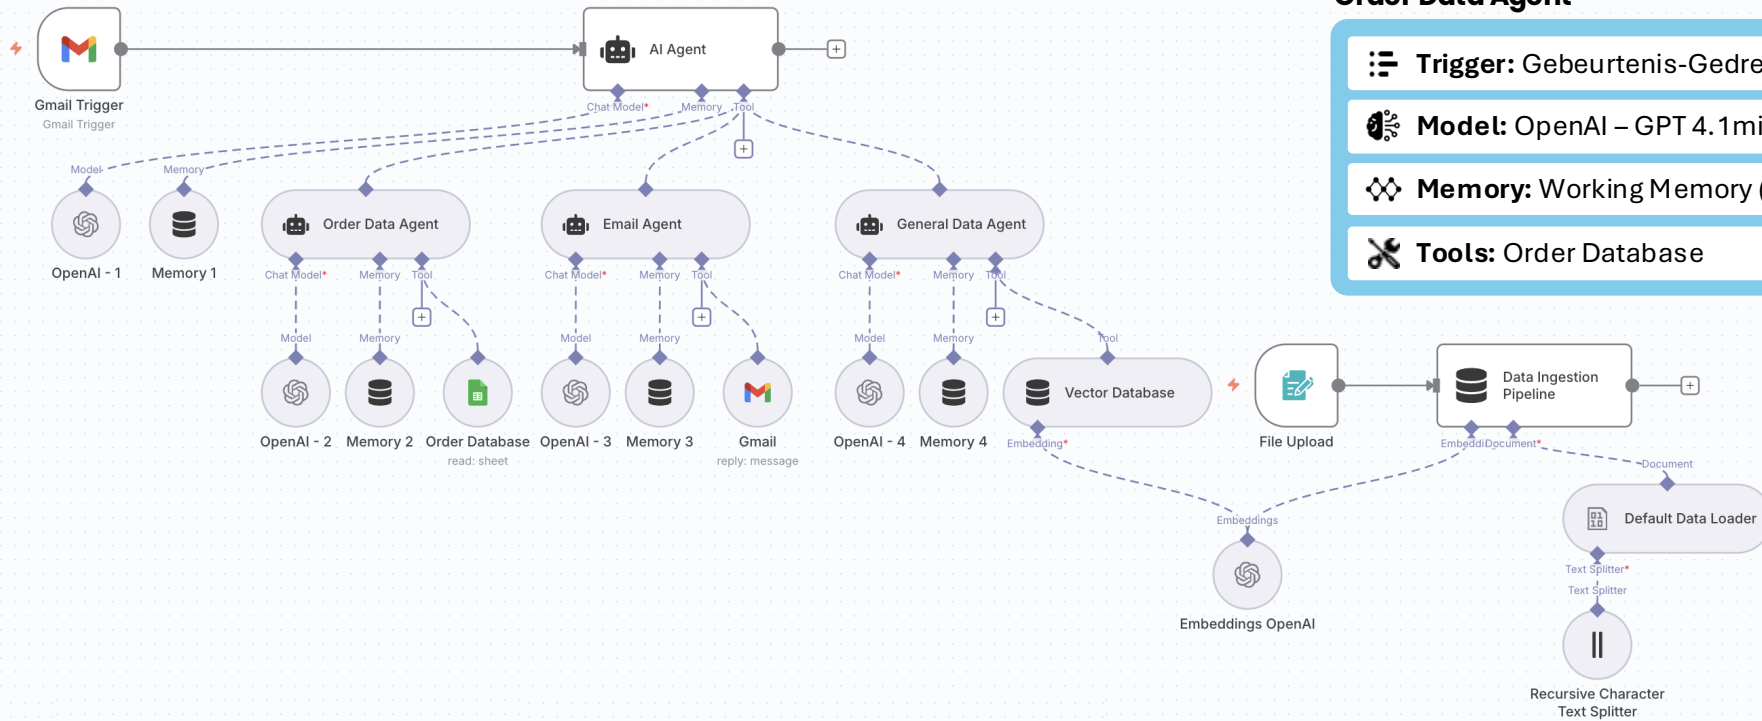 Order Data Agent
Trigger: Gebeurtenis-Gedre
Model: OpenAI – GPT 4.1mi
Memory: Working Memory (
Tools: Order Database
AI Agent
Gmail Trigger
Gmail Trigger
Chat Model*
Memory
Tool
Model
Memory
OpenAI - 1
Memory 1
Order Data Agent
Email Agent
General Data Agent
Chat Model*
Memory
Tool
Chat Model*
Memory
Tool
Chat Model*
Memory
Tool
Model
Memory
Model
Memory
Model
Memory
Tool
OpenAI - 2
Memory 2
Order Database
read: sheet
OpenAI - 3
Memory 3
Gmail
reply: message
OpenAI - 4
Memory 4
Vector Database
Embedding*
File Upload
Data Ingestion
Pipeline
Embeddi
Document*
Document
Embeddings
Embeddings OpenAI
Default Data Loader
Text Splitter*
Text Splitter
Recursive Character
Text Splitter